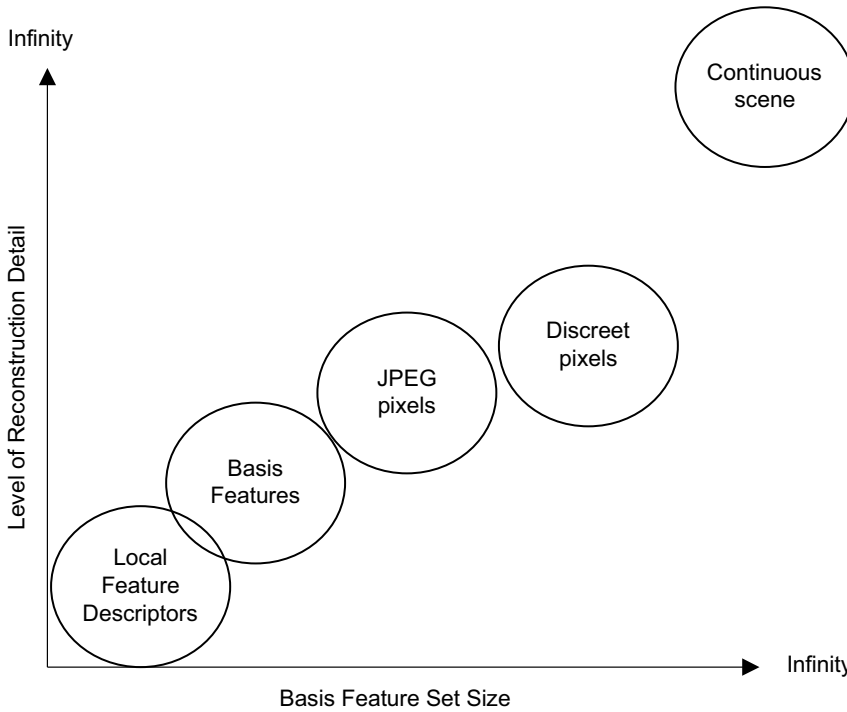 Infinity
Continuous
scene
Level of Reconstruction Detail
Discreet
pixels
JPEG
pixels
Basis
Features
Local
Feature
Descriptors
Infinity
Basis Feature Set Size